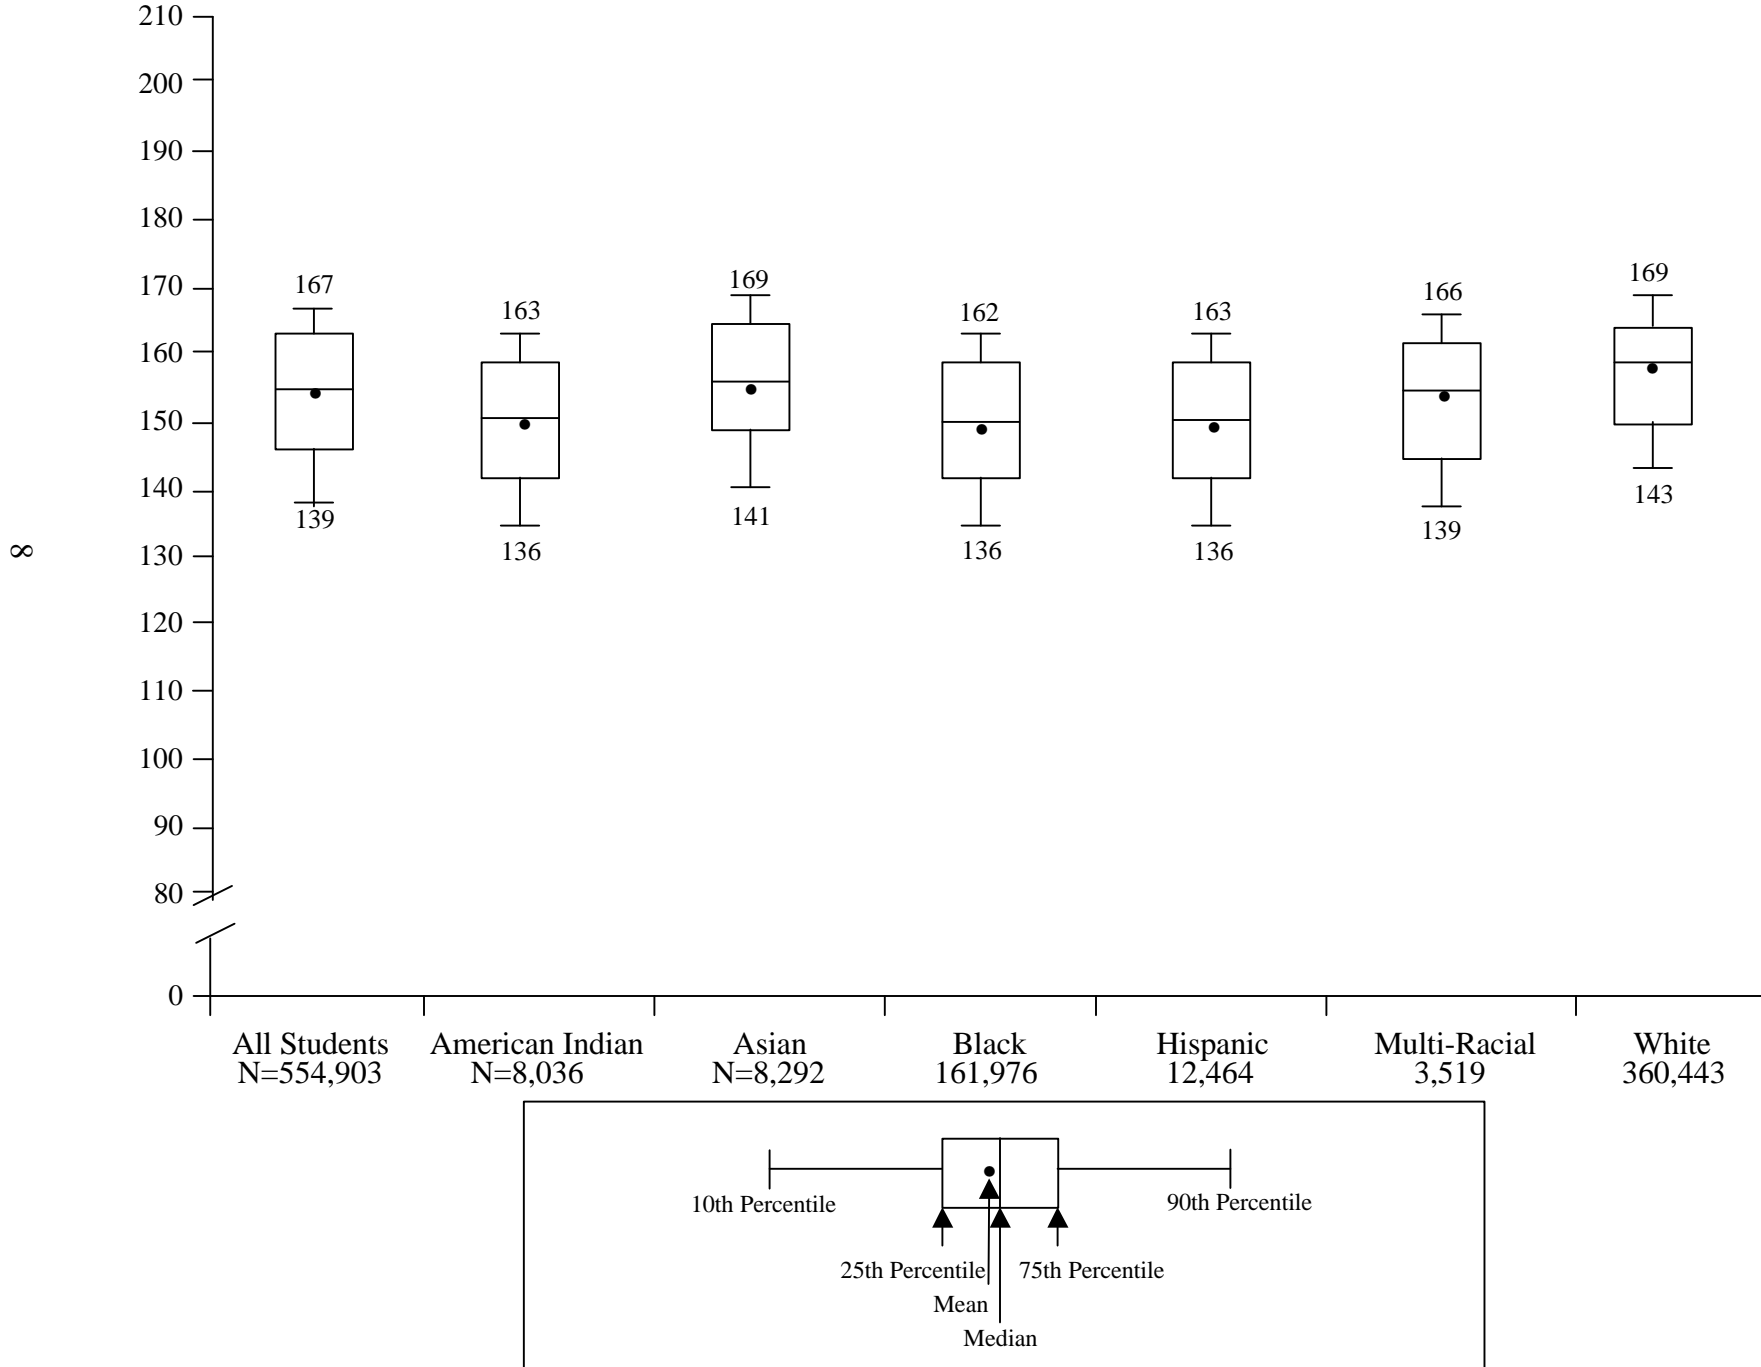 210
200
190
180
170
160
150
140
130
120
110
100
90
80
0
8
167
139
163
136
169
141
162
136
163
136
166
139
169
143
All Students
N=554,903
American Indian
N=8,036
Asian
N=8,292
Black
161,976
Hispanic
12,464
Multi-Racial
3,519
White
360,443
10th Percentile
90th Percentile
25th Percentile
75th Percentile
Mean
Median